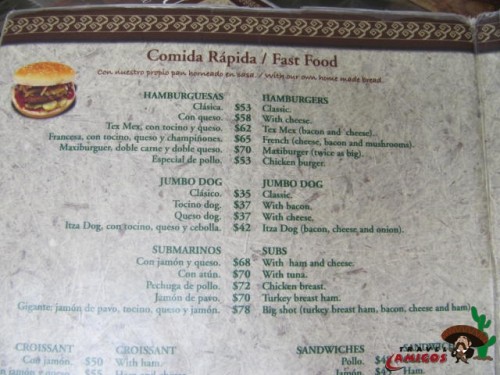 Comida Rápida / Fast Food
Con nuestro propio pan horneado en casa. / With our own home made bread.
HAMBURGUESAS HAMBURGERS
Clásica. $53 Classic.
Con queso. $58 With cheese.
Tex Mex, con tocino y queso. $62 Tex Mex (bacon and cheese).
Francesa, con tocino, queso y champiñones. $65 French (cheese, bacon and mushroom).
Maxiburguer, doble carne y doble queso. $70 Maxiburger (twice as big).
Especial de pollo. $53 Chicken burger.
JUMBO DOG JUMBO DOG
Clásico. $35 Classic.
Tocino dog. $37 With bacon.
Queso dog. $37 With cheese.
Itza Dog, con tocino, queso y cebolla. $42 Itza Dog (bacon, cheese and onion).
SUBMARINOS SUBS
Con jamón y queso. $68 With ham and cheese.
Con atún. $70 With tuna.
Pechuga de pollo. $72 Chicken breast.
Jamón de pavo. $70 Turkey breast ham.
Gigante: jamón de pavo, tocino, queso y jamón. $78 Big shot (turkey breast ham, bacon, cheese and ham)
CROISSANT CROISSANT SANDWICHES
Con jamón. $50 With ham. Pollo.
$55 Ham and cheese Jamón. Ham.
AMIGOS